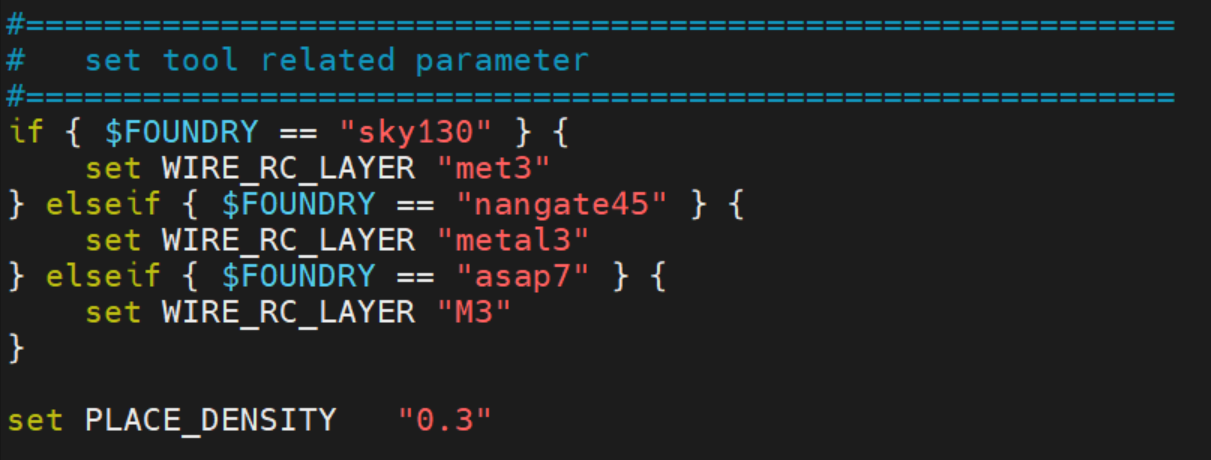 #===========================================================
#   set tool related parameter
#===========================================================
if { $FOUNDRY == "sky130" } {
    set WIRE_RC_LAYER "met3"
} elseif { $FOUNDRY == "nangate45" } {
    set WIRE_RC_LAYER "metal3"
} elseif { $FOUNDRY == "asap7" } {
    set WIRE_RC_LAYER "M3"
}

set PLACE_DENSITY   "0.3"